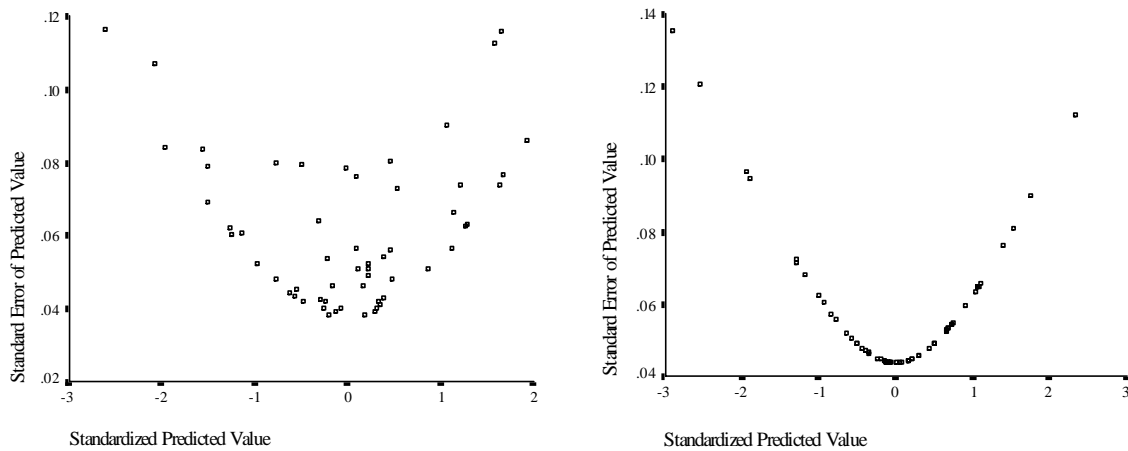 Standard Error of Predicted Value
.12
.10
.08
.06
.04
.02
-3 -2 -1 0 1 2
Standardized Predicted Value
Standard Error of Predicted Value
.14
.12
.10
.08
.06
.04
-3 -2 -1 0 1 2 3
Standardized Predicted Value